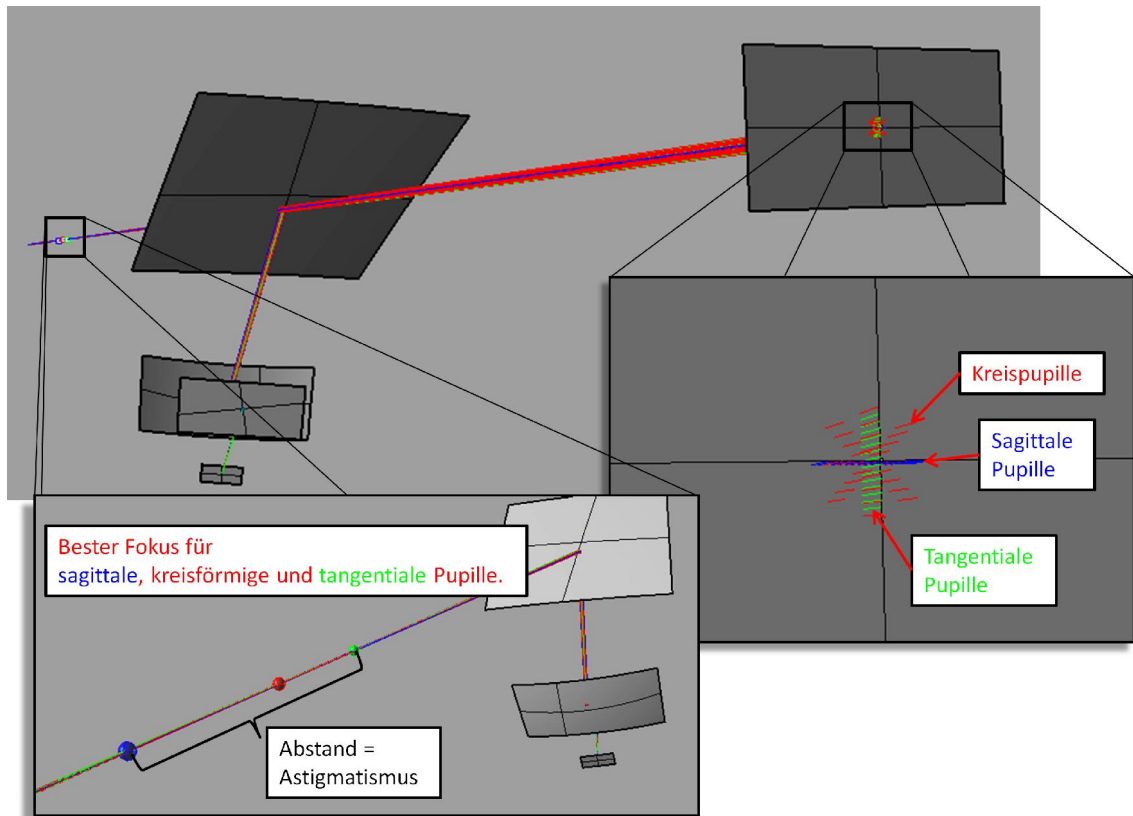 Kreispupille
Sagittale
Pupille
Tangentiale
Pupille
Bester Fokus für
sagittale, kreisförmige und tangentiale Pupille.
Abstand =
Astigmatismus